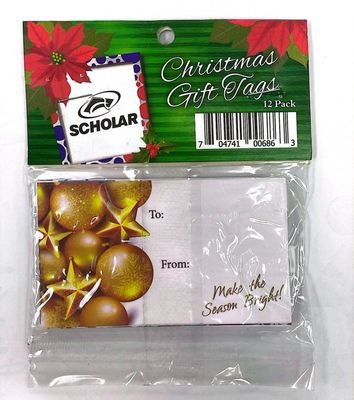 Christmas
Gift Tags
12 Pack
SCHOLAR
7 04741 00686 3
To:
From:
Make the
Season Bright!